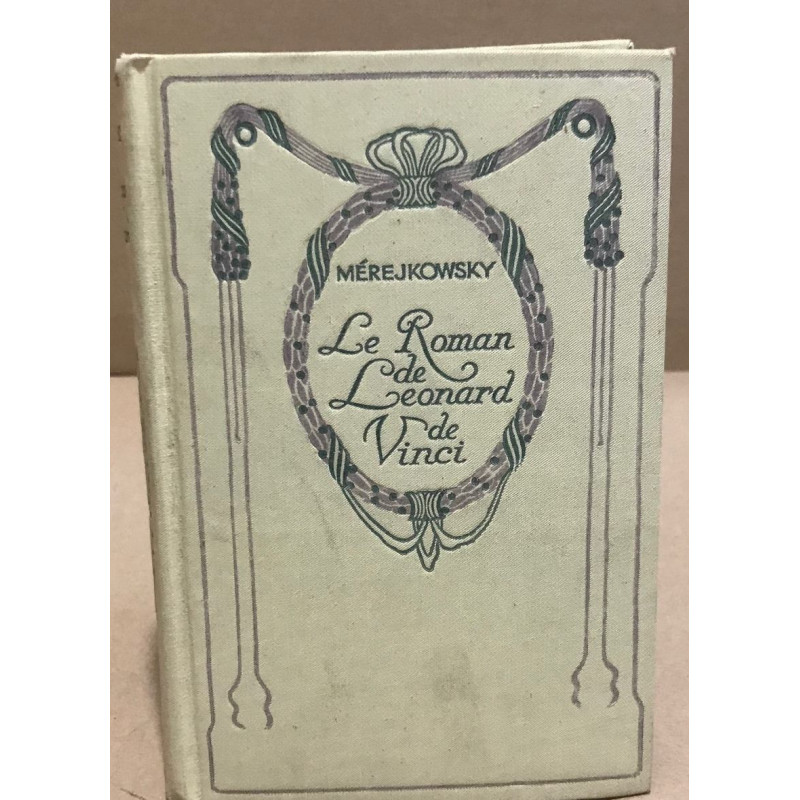 MÉREJKOWSKY
Le Roman
de
Leonard
de
Vinci